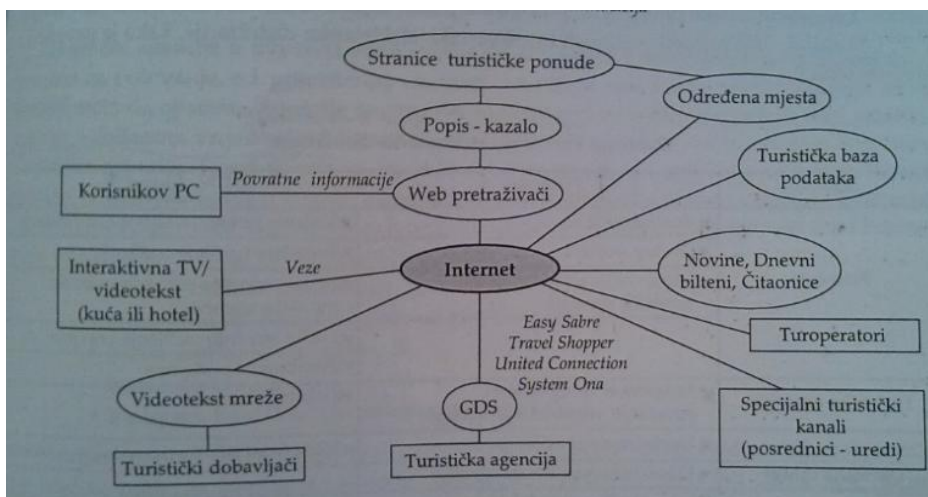 Stranice turističke ponude
Određena mjesta
Popis - kazalo
Turistička baza
podataka
Korisnikov PC
Povratne informacije
Web pretraživači
Interaktivna TV/
videotekst
(kuća ili hotel)
Veze
Internet
Novine, Dnevni
bilteni, Čitaonice
Easy Sabre
Travel Shopper
United Connection
System Ona
Turoperatori
Videotekst mreže
GDS
Specijalni turistički
kanali
(posrednici - uredi)
Turistički dobavljači
Turistička agencija